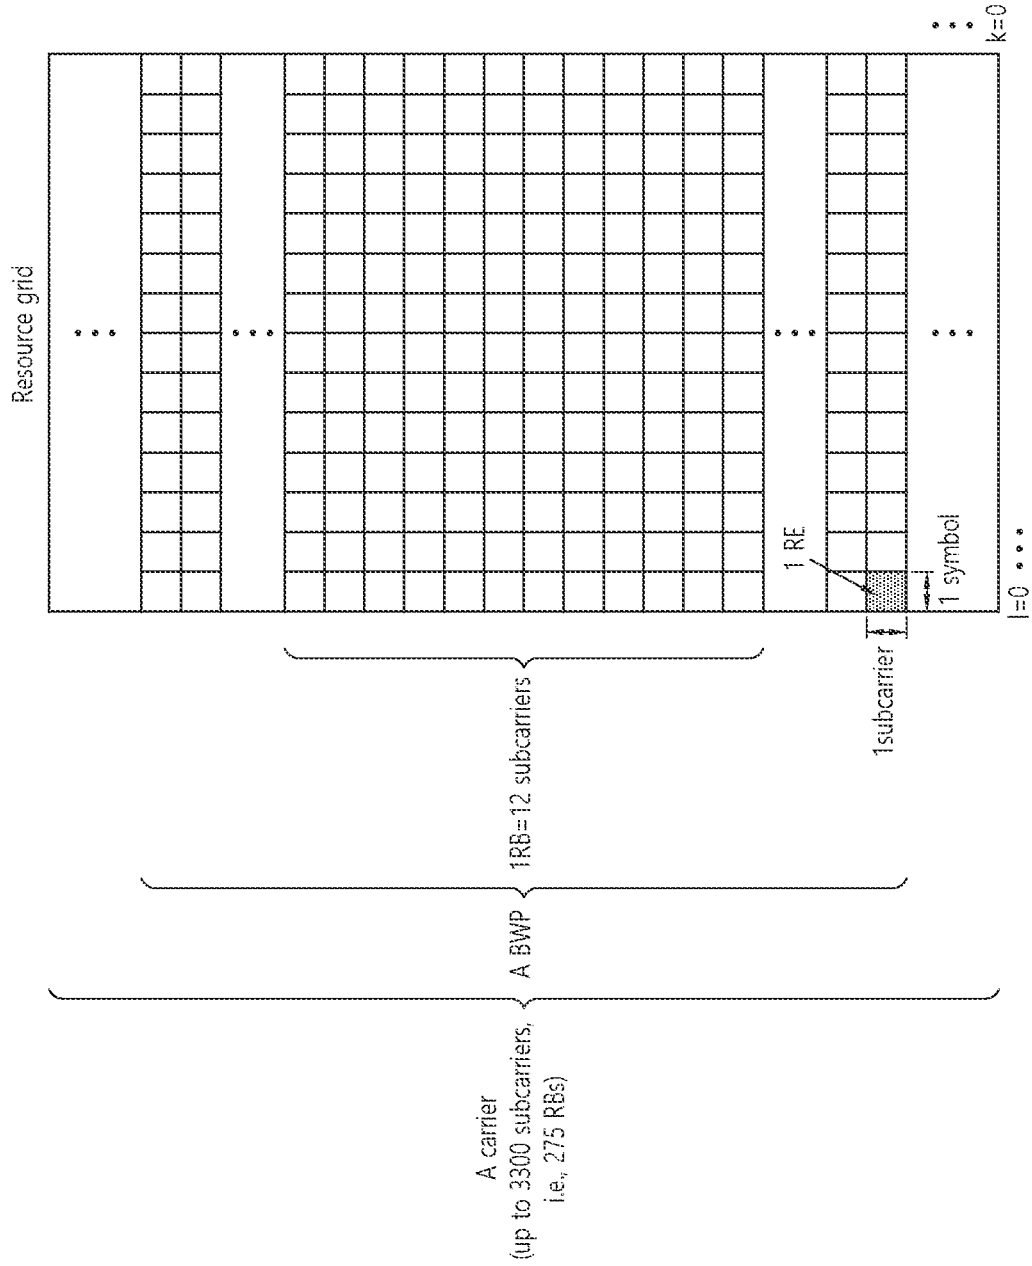 Resource grid
A carrier
(up to 3300 subcarriers,
i.e., 275 RBs)
A BWP
1RB=12 subcarriers
1 RE
1subcarrier
1 symbol
l=0
k=0